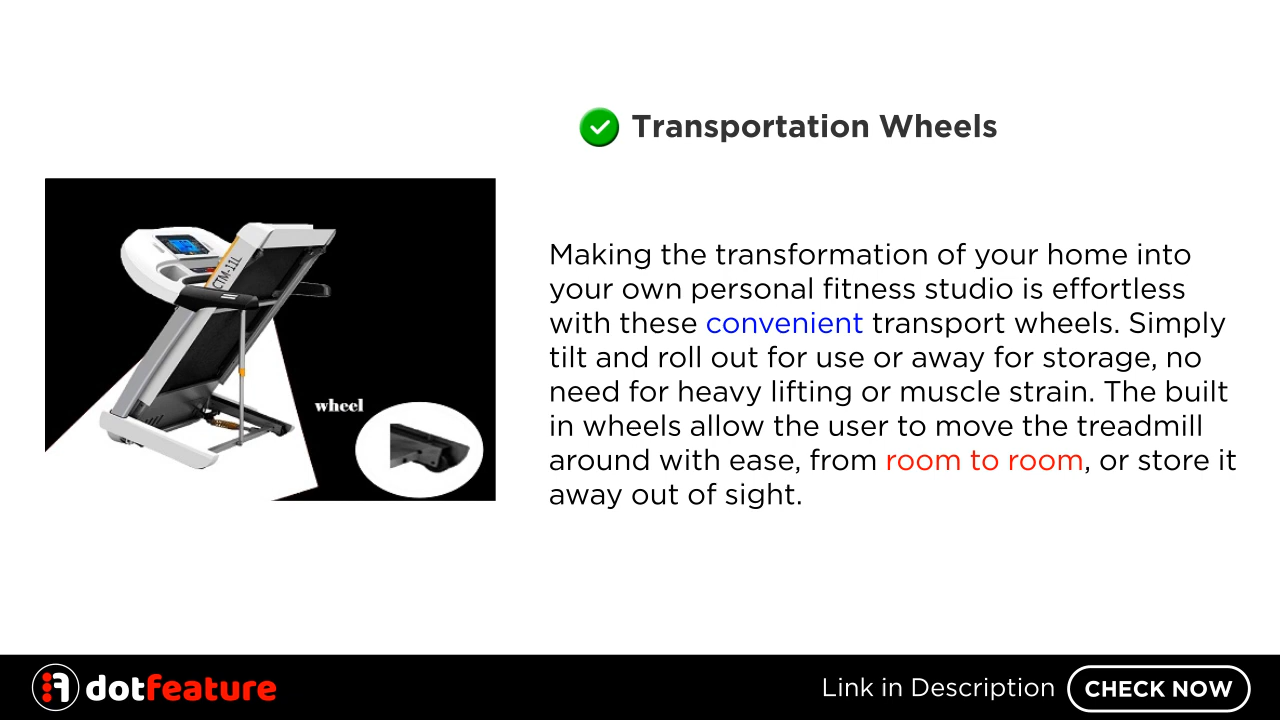 Transportation Wheels
CTM-11L
wheel
Making the transformation of your home into
your own personal fitness studio is effortless
with these convenient transport wheels. Simply
tilt and roll out for use or away for storage, no
need for heavy lifting or muscle strain. The built
in wheels allow the user to move the treadmill
around with ease, from room to room, or store it
away out of sight.
dotfeature
Link in Description
CHECK NOW